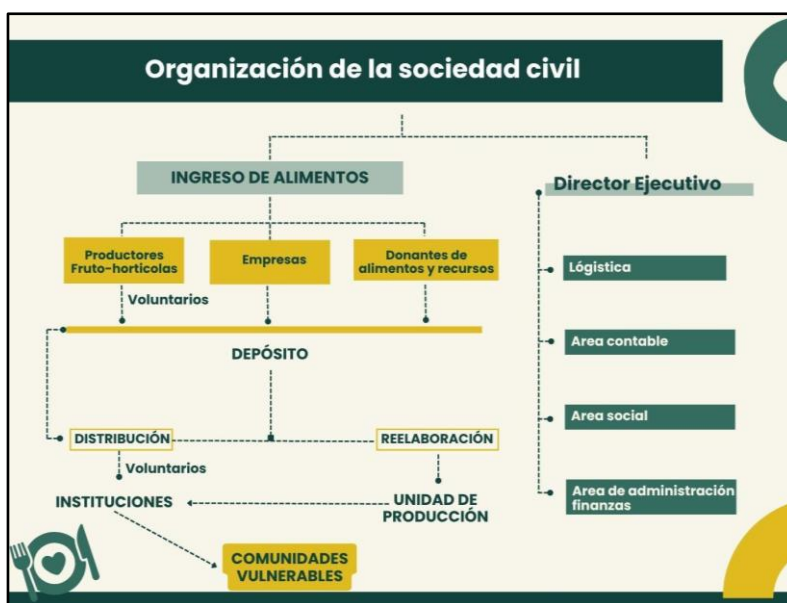 Organización de la sociedad civil
INGRESO DE ALIMENTOS
Director Ejecutivo
Productores
Fruto-horticolas
Empresas
Donantes de
alimentos y recursos
Lógistica
Voluntarios
DEPÓSITO
Area contable
DISTRIBUCIÓN
REELABORACIÓN
Area social
Voluntarios
INSTITUCIONES
UNIDAD DE
PRODUCCIÓN
Area de administración
finanzas
COMUNIDADES
VULNERABLES